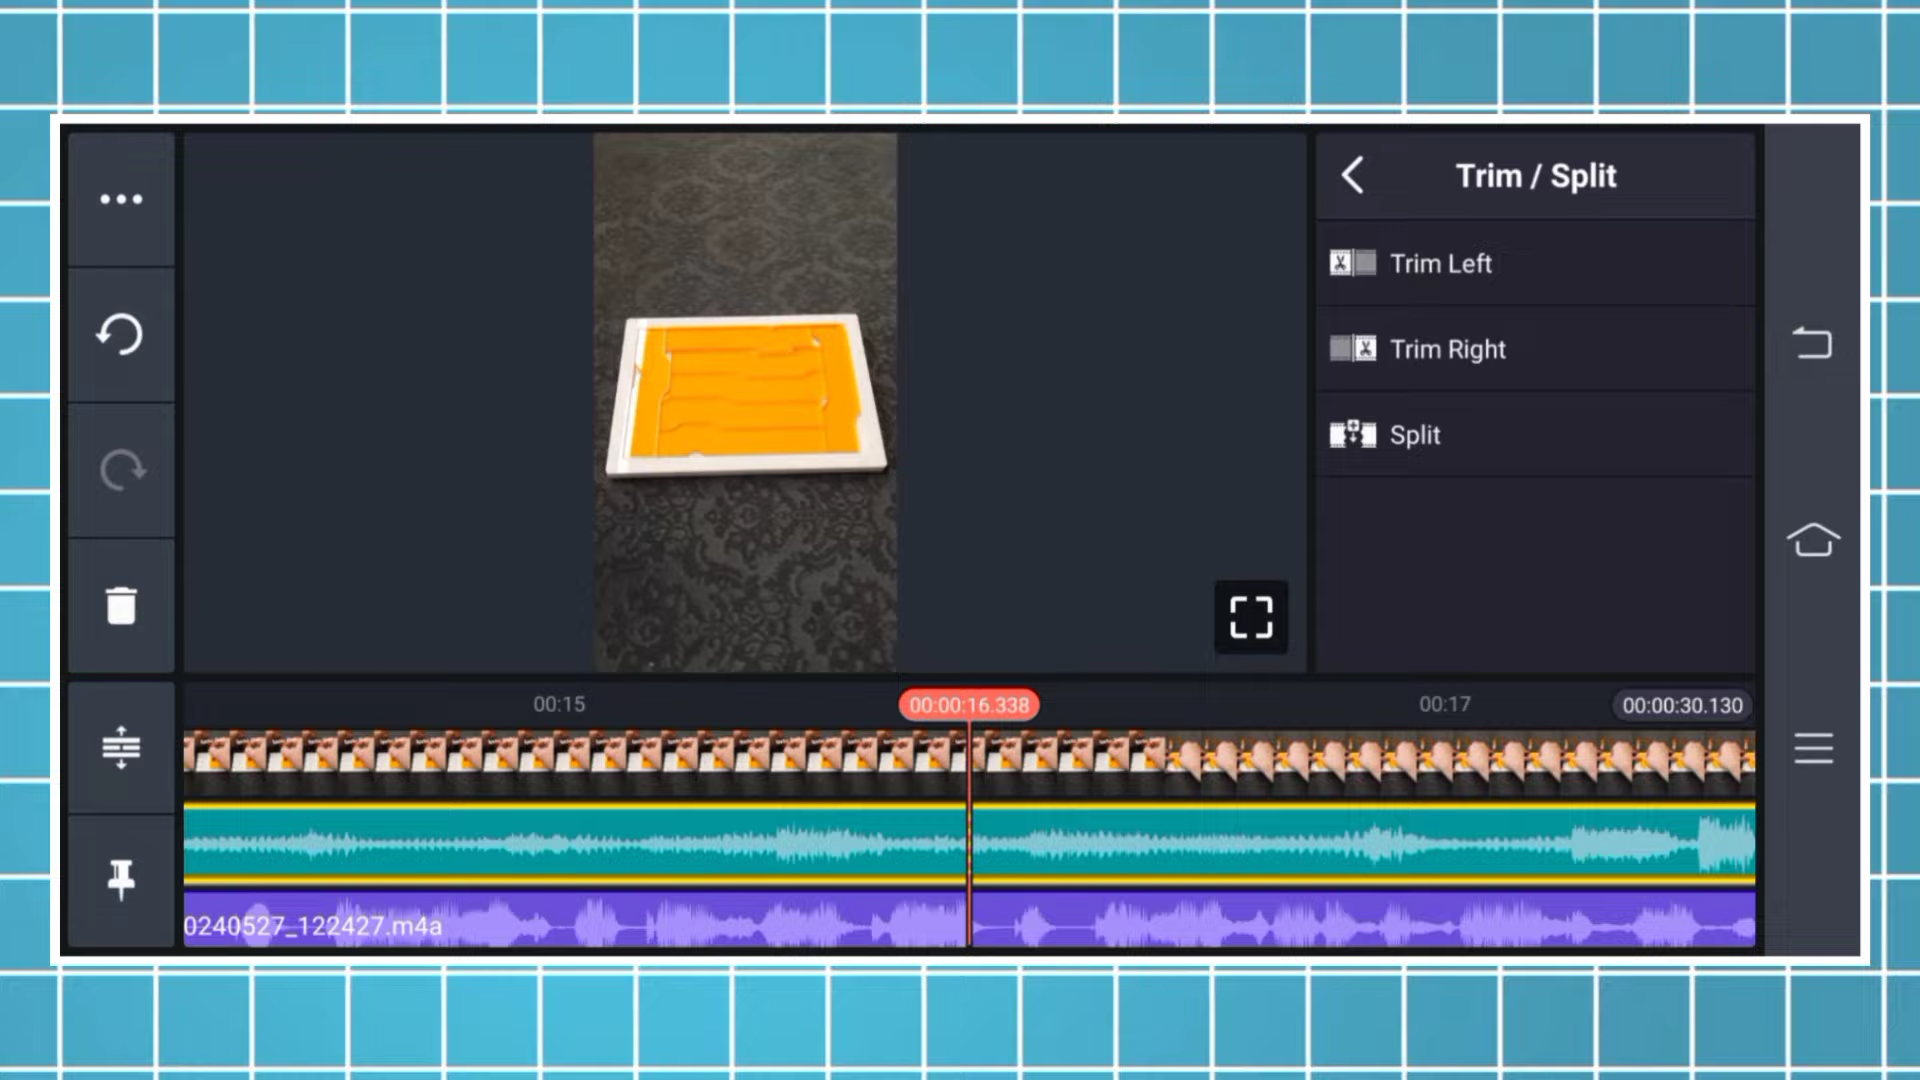 Trim / Split
Trim Left
Trim Right
Split
00:15
00:00:16.338
00:17
00:00:30.130
0240527_122427.m4a